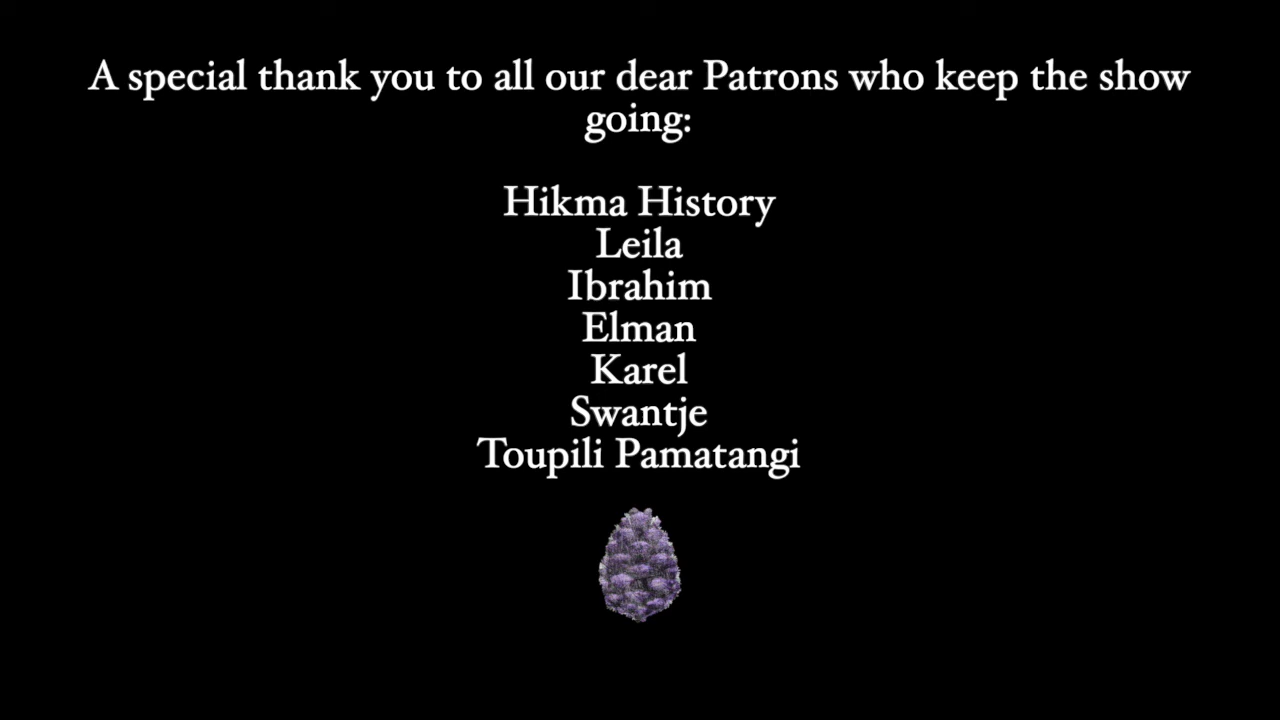 A special thank you to all our dear Patrons who keep the show
going:
Hikma History
Leila
Ibrahim
Elman
Karel
Swantje
Toupili Pamatangi